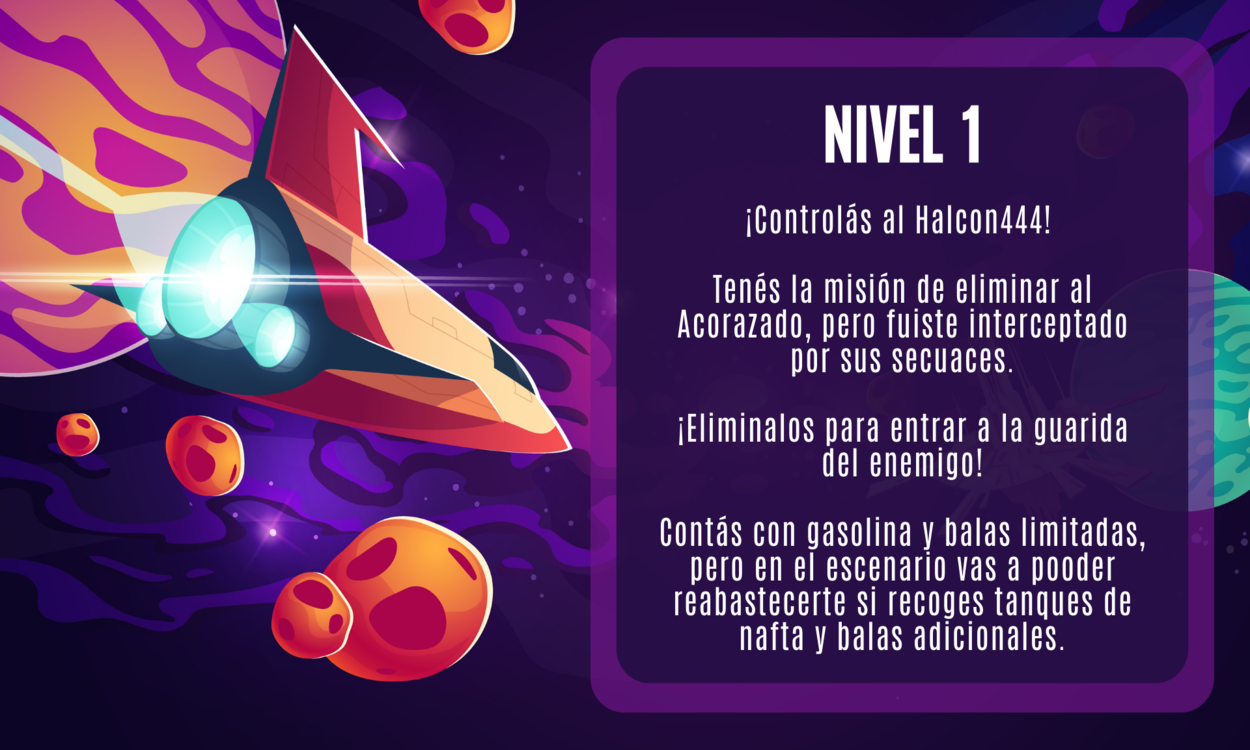 NIVEL 1
¡Controlás al Halcon444!
Tenés la misión de eliminar al
Acorazado, pero fuiste interceptado
por sus secuaces.
¡Eliminalos para entrar a la guarida
del enemigo!
Contás con gasolina y balas limitadas,
pero en el escenario vas a pooder
reabastecerte si recoges tanques de
nafta y balas adicionales.